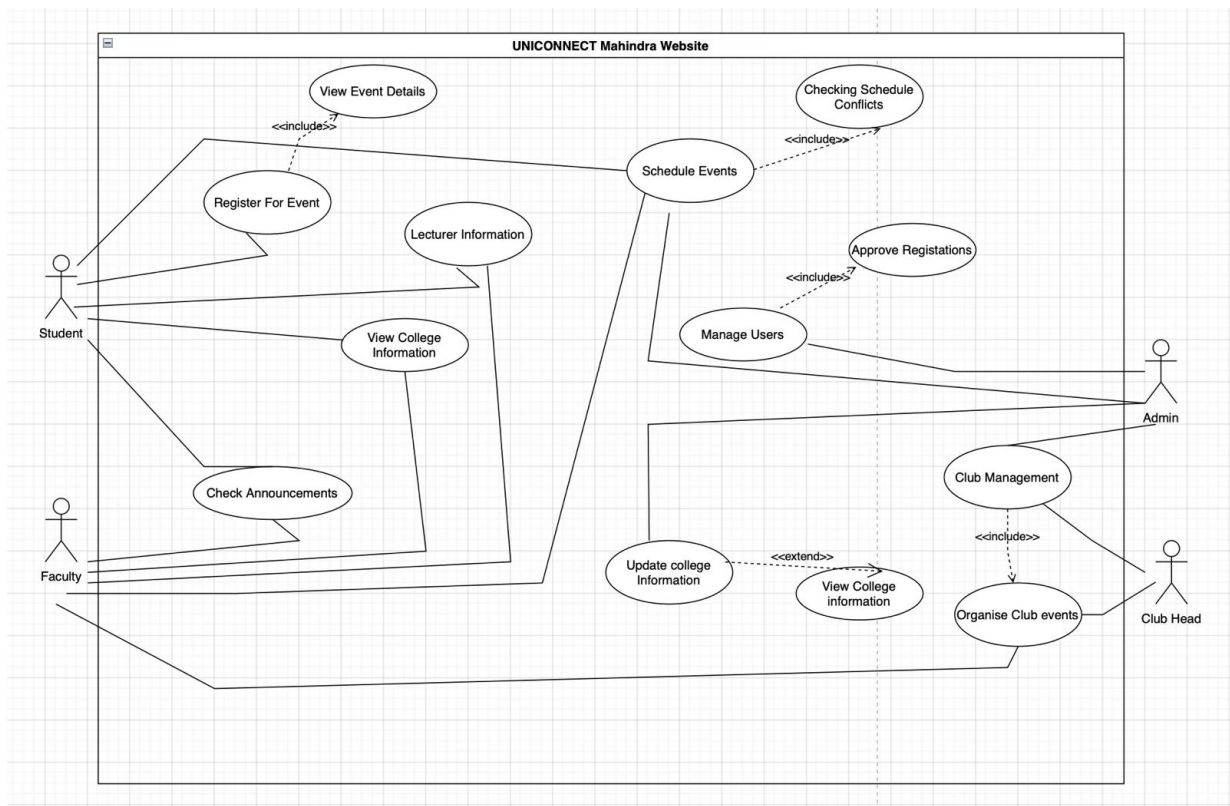 UNICONNECT Mahindra Website
View Event Details
<<include>>
Checking Schedule
Conflicts
<<include>>
Schedule Events
Register For Event
Lecturer Information
Approve Registations
<<include>>
Student
View College
Information
Manage Users
Admin
Check Announcements
Club Management
<<include>>
Faculty
Update college
Information
<<extend>>
View College
information
Organise Club events
Club Head